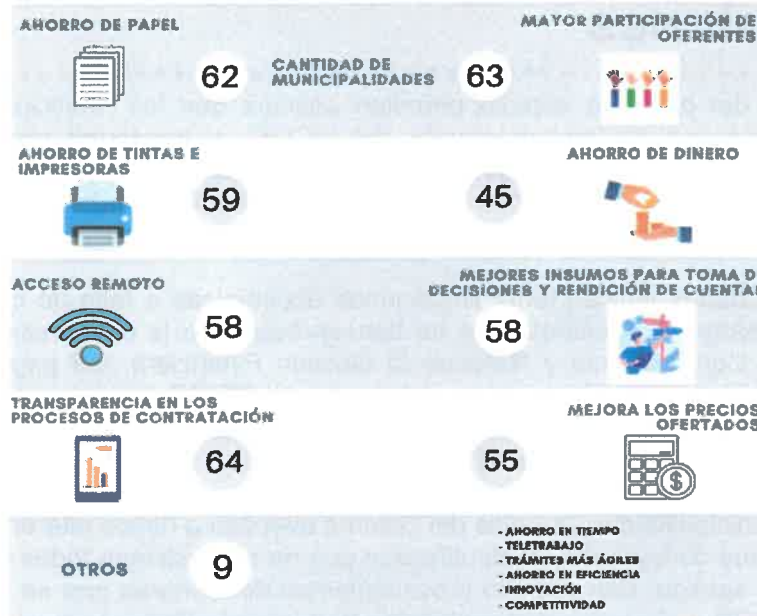 AHORRO DE PAPEL
62
CANTIDAD DE
MUNICIPALIDADES
63
MAYOR PARTICIPACIÓN DE
OFERENTES
AHORRO DE TINTAS E
IMPRESORAS
59
45
AHORRO DE DINERO
ACCESO REMOTO
58
58
MEJORES INSUMOS PARA TOMA D
DECISIONES Y RENDICIÓN DE CUENTA
TRANSPARENCIA EN LOS
PROCESOS DE CONTRATACIÓN
64
55
MEJORA LOS PRECIOS
OFERTADOS
$
OTROS
9
- AHORRO EN TIEMPO
- TELETRABAJO
- TRÁMITES MÁS ÁGILES
- AHORRO EN EFICIENCIA
- INNOVACIÓN
- COMPETITIVIDAD